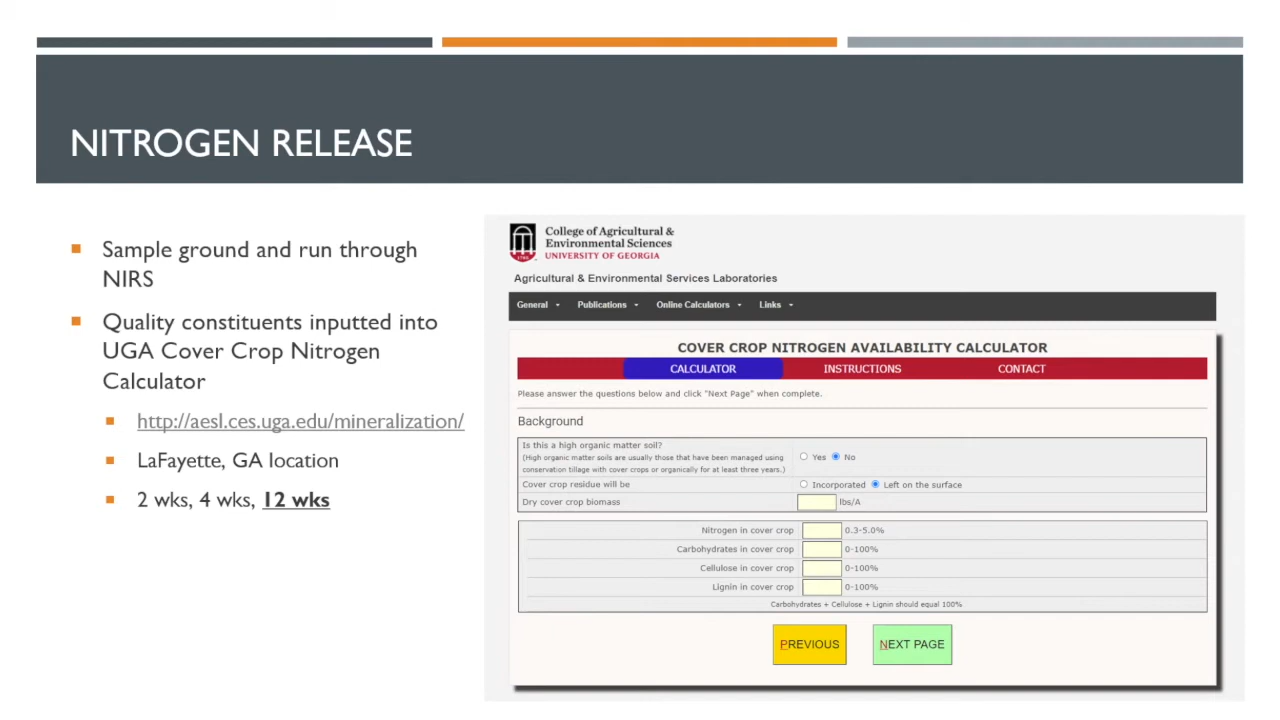 NITROGEN RELEASE
Sample ground and run through
NIRS
Quality constituents inputted into
UGA Cover Crop Nitrogen
Calculator
http://aesl.ces.uga.edu/mineralization/
LaFayette, GA location
2 wks, 4 wks, 12 wks
College of Agricultural &
Environmental Sciences
UNIVERSITY OF GEORGIA
1785
Agricultural & Environmental Services Laboratories
General Publications Online Calculators Links
COVER CROP NITROGEN AVAILABILITY CALCULATOR
CALCULATOR INSTRUCTIONS CONTACT
Please answer the questions below and click "Next Page" when complete.
Background
Is this a high organic matter soil?
(High organic matter soils are usually those that have been managed using
conservation tillage with cover crops or organically for at least three years.)
Yes No
Cover crop residue will be Incorporated Left on the surface
Dry cover crop biomass lbs/A
Nitrogen in cover crop 0.3-5.0%
Carbohydrates in cover crop 0-100%
Cellulose in cover crop 0-100%
Lignin in cover crop 0-100%
Carbohydrates + Cellulose + Lignin should equal 100%
PREVIOUS NEXT PAGE